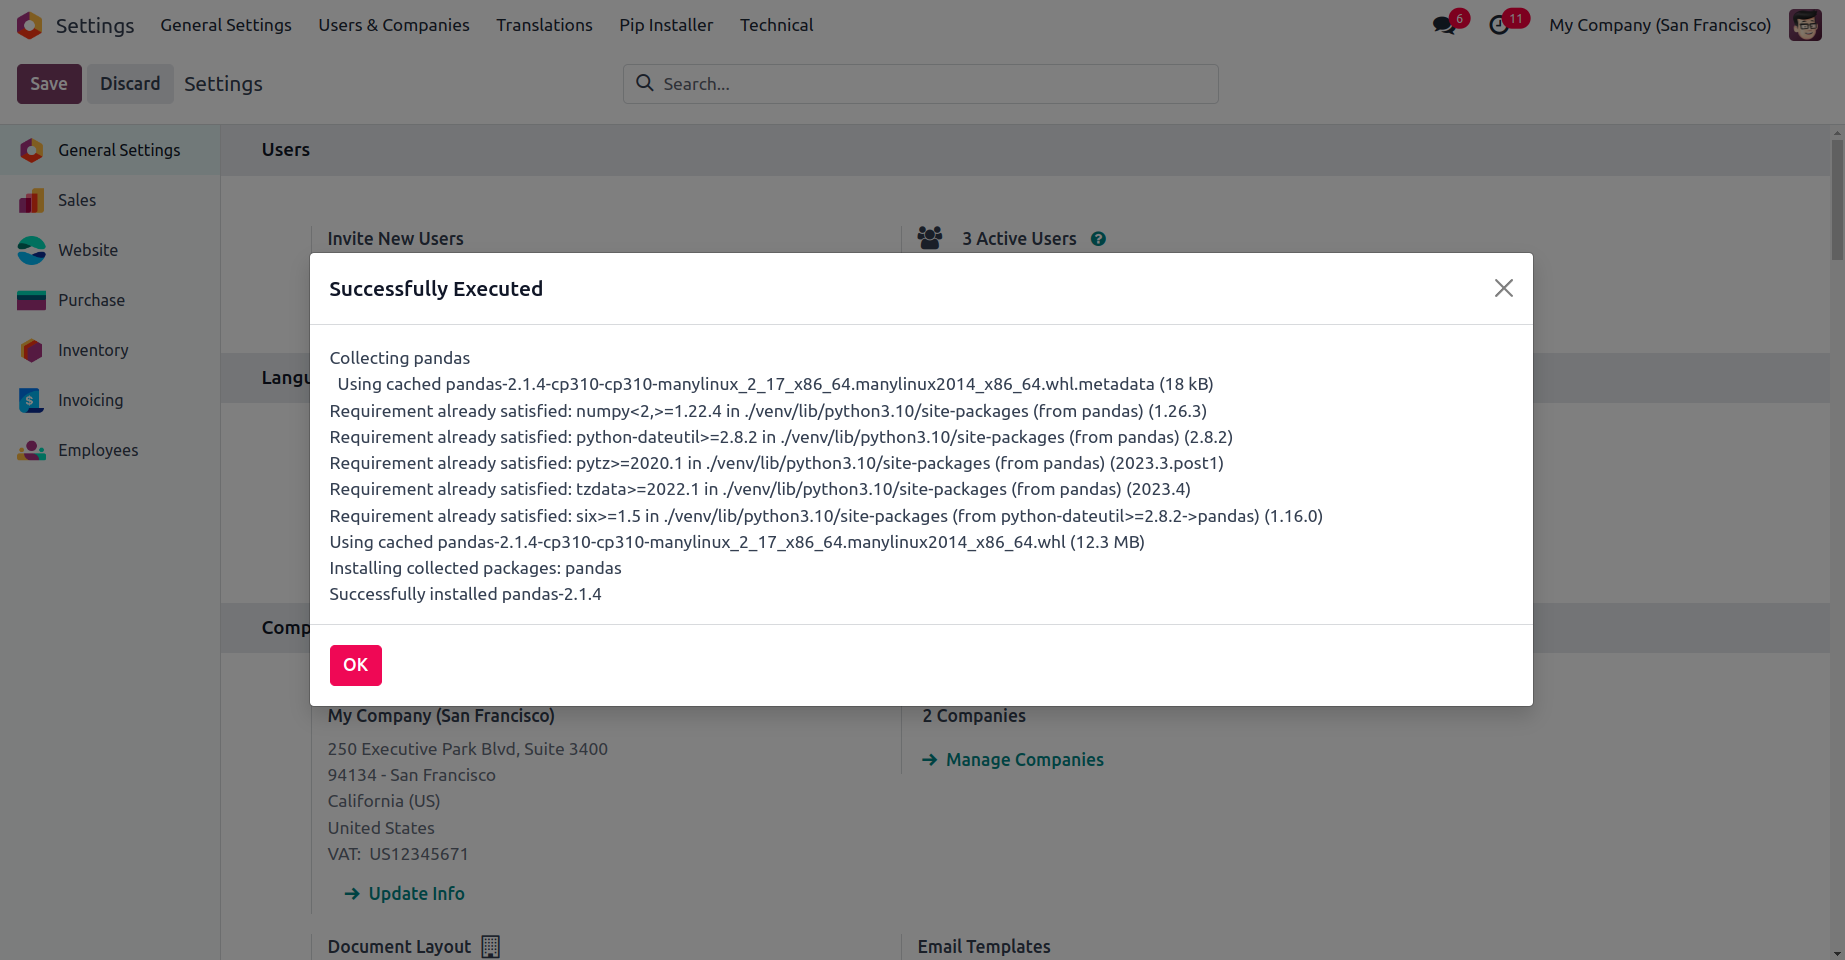 Settings General Settings Users & Companies Translations Pip Installer Technical 6 11 My Company (San Francisco)
Save Discard Settings Search...
General Settings
Sales
Website
Purchase
Inventory
Invoicing
Employees
Users
Invite New Users
3 Active Users ?
Langu
Comp
Successfully Executed
Collecting pandas
Using cached pandas-2.1.4-cp310-cp310-manylinux_2_17_x86_64.manylinux2014_x86_64.whl.metadata (18 kB)
Requirement already satisfied: numpy<2,>=1.22.4 in ./venv/lib/python3.10/site-packages (from pandas) (1.26.3)
Requirement already satisfied: python-dateutil>=2.8.2 in ./venv/lib/python3.10/site-packages (from pandas) (2.8.2)
Requirement already satisfied: pytz>=2020.1 in ./venv/lib/python3.10/site-packages (from pandas) (2023.3.post1)
Requirement already satisfied: tzdata>=2022.1 in ./venv/lib/python3.10/site-packages (from pandas) (2023.4)
Requirement already satisfied: six>=1.5 in ./venv/lib/python3.10/site-packages (from python-dateutil>=2.8.2->pandas) (1.16.0)
Using cached pandas-2.1.4-cp310-cp310-manylinux_2_17_x86_64.manylinux2014_x86_64.whl (12.3 MB)
Installing collected packages: pandas
Successfully installed pandas-2.1.4
OK
My Company (San Francisco)
250 Executive Park Blvd, Suite 3400
94134 - San Francisco
California (US)
United States
VAT: US12345671
→ Update Info
2 Companies
→ Manage Companies
Document Layout
Email Templates